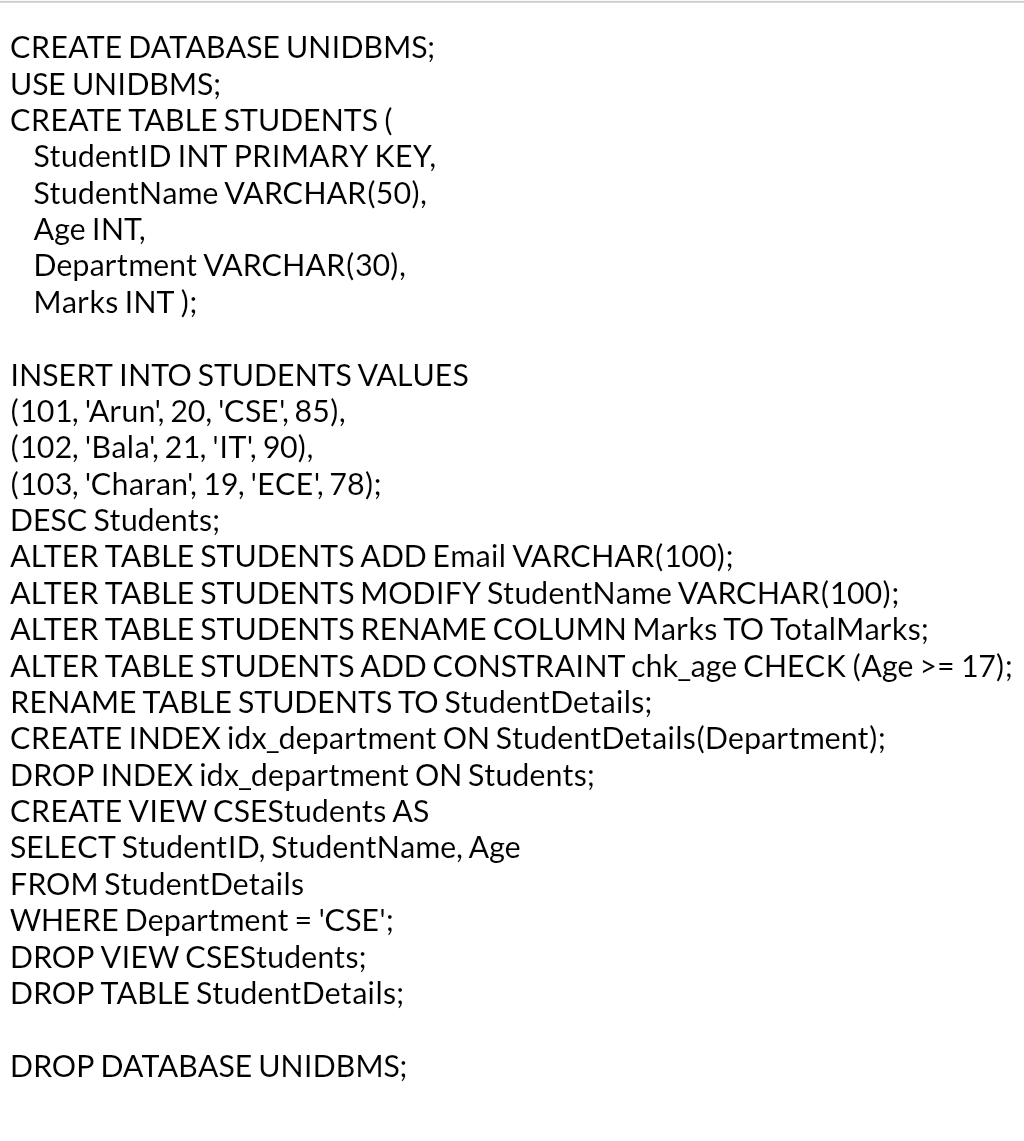 CREATE DATABASE UNIDBMS;
USE UNIDBMS;
CREATE TABLE STUDENTS (
StudentID INT PRIMARY KEY,
StudentName VARCHAR(50),
Age INT,
Department VARCHAR(30),
Marks INT );
INSERT INTO STUDENTS VALUES
(101, 'Arun', 20, 'CSE', 85),
(102, 'Bala', 21, 'IT', 90),
(103, 'Charan', 19, 'ECE', 78);
DESC Students;
ALTER TABLE STUDENTS ADD Email VARCHAR(100);
ALTER TABLE STUDENTS MODIFY StudentName VARCHAR(100);
ALTER TABLE STUDENTS RENAME COLUMN Marks TO TotalMarks;
ALTER TABLE STUDENTS ADD CONSTRAINT chk_age CHECK (Age >= 17);
RENAME TABLE STUDENTS TO StudentDetails;
CREATE INDEX idx_department ON StudentDetails(Department);
DROP INDEX idx_department ON Students;
CREATE VIEW CSEStudents AS
SELECT StudentID, StudentName, Age
FROM StudentDetails
WHERE Department = 'CSE';
DROP VIEW CSEStudents;
DROP TABLE StudentDetails;
DROP DATABASE UNIDBMS;